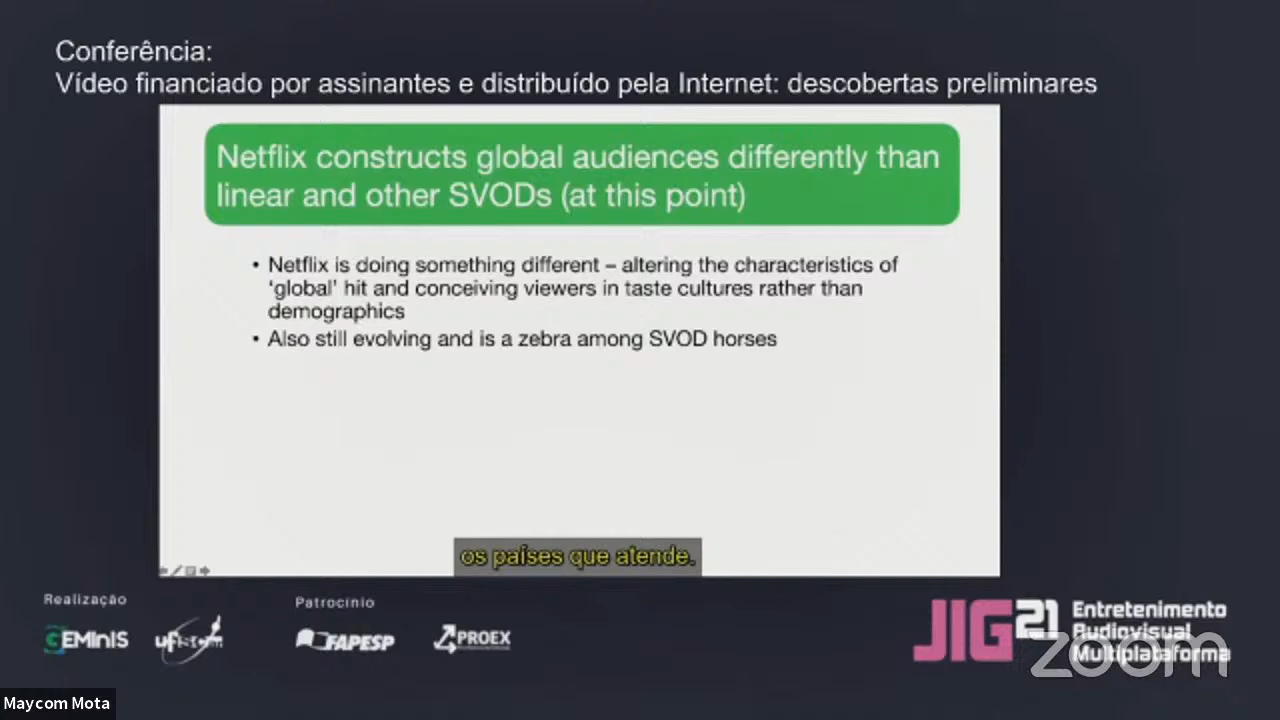 Conferência:
Vídeo financiado por assinantes e distribuído pela Internet: descobertas preliminares
Netflix constructs global audiences differently than
linear and other SVODs (at this point)
• Netflix is doing something different – altering the characteristics of
‘global’ hit and conceiving viewers in taste cultures rather than
demographics
• Also still evolving and is a zebra among SVOD horses
os países que atende.
Realização
Patrocínio
GEMInIS
FAPESP
PROEX
JIG21
Entretenimento
Audiovisual
Multiplataforma
zoom
Maycom Mota